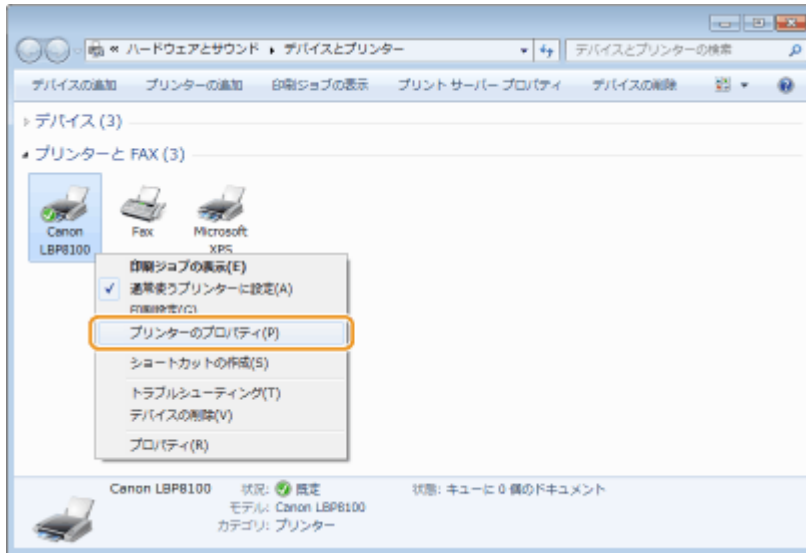 « ハードウェアとサウンド ▸ デバイスとプリンター
デバイスとプリンターの検索
デバイスの追加 プリンターの追加 印刷ジョブの表示 プリント サーバー プロパティ デバイスの削除
デバイス (3)
プリンターと FAX (3)
Canon LBP8100
Fax
Microsoft XPS
印刷ジョブの表示(E)
通常使うプリンターに設定(A)
印刷設定(G)
プリンターのプロパティ(P)
ショートカットの作成(S)
トラブルシューティング(T)
デバイスの削除(V)
プロパティ(R)
Canon LBP8100 状況: 既定 状態: キューに 0 個のドキュメント
モデル: Canon LBP8100
カテゴリ: プリンター